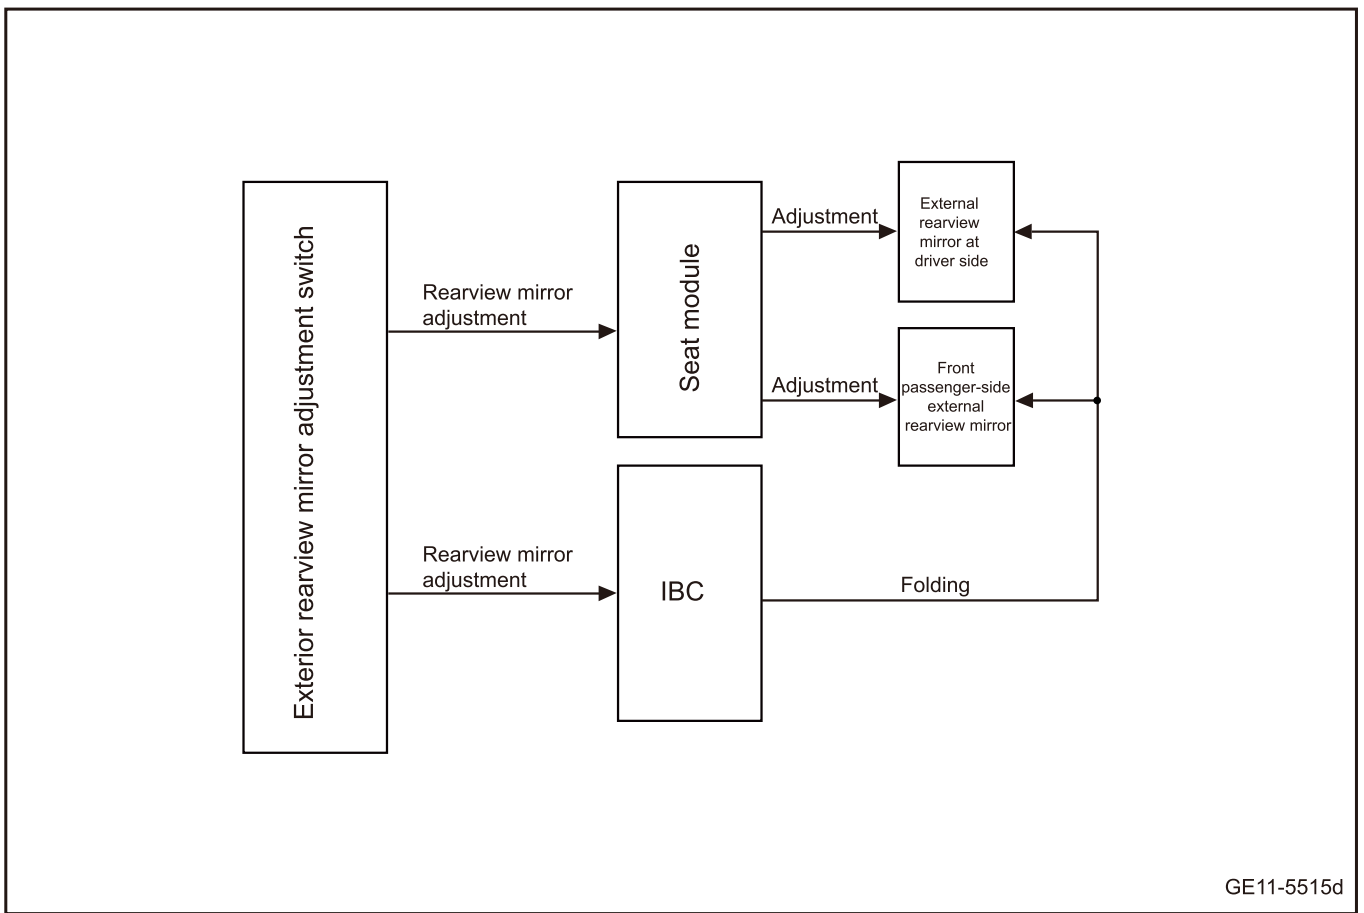 Exterior rearview mirror adjustment switch
Rearview mirror
adjustment
Rearview mirror
adjustment
Seat module
IBC
Adjustment
Adjustment
Folding
External
rearview
mirror at
driver side
Front
passenger-side
external
rearview mirror
GE11-5515d